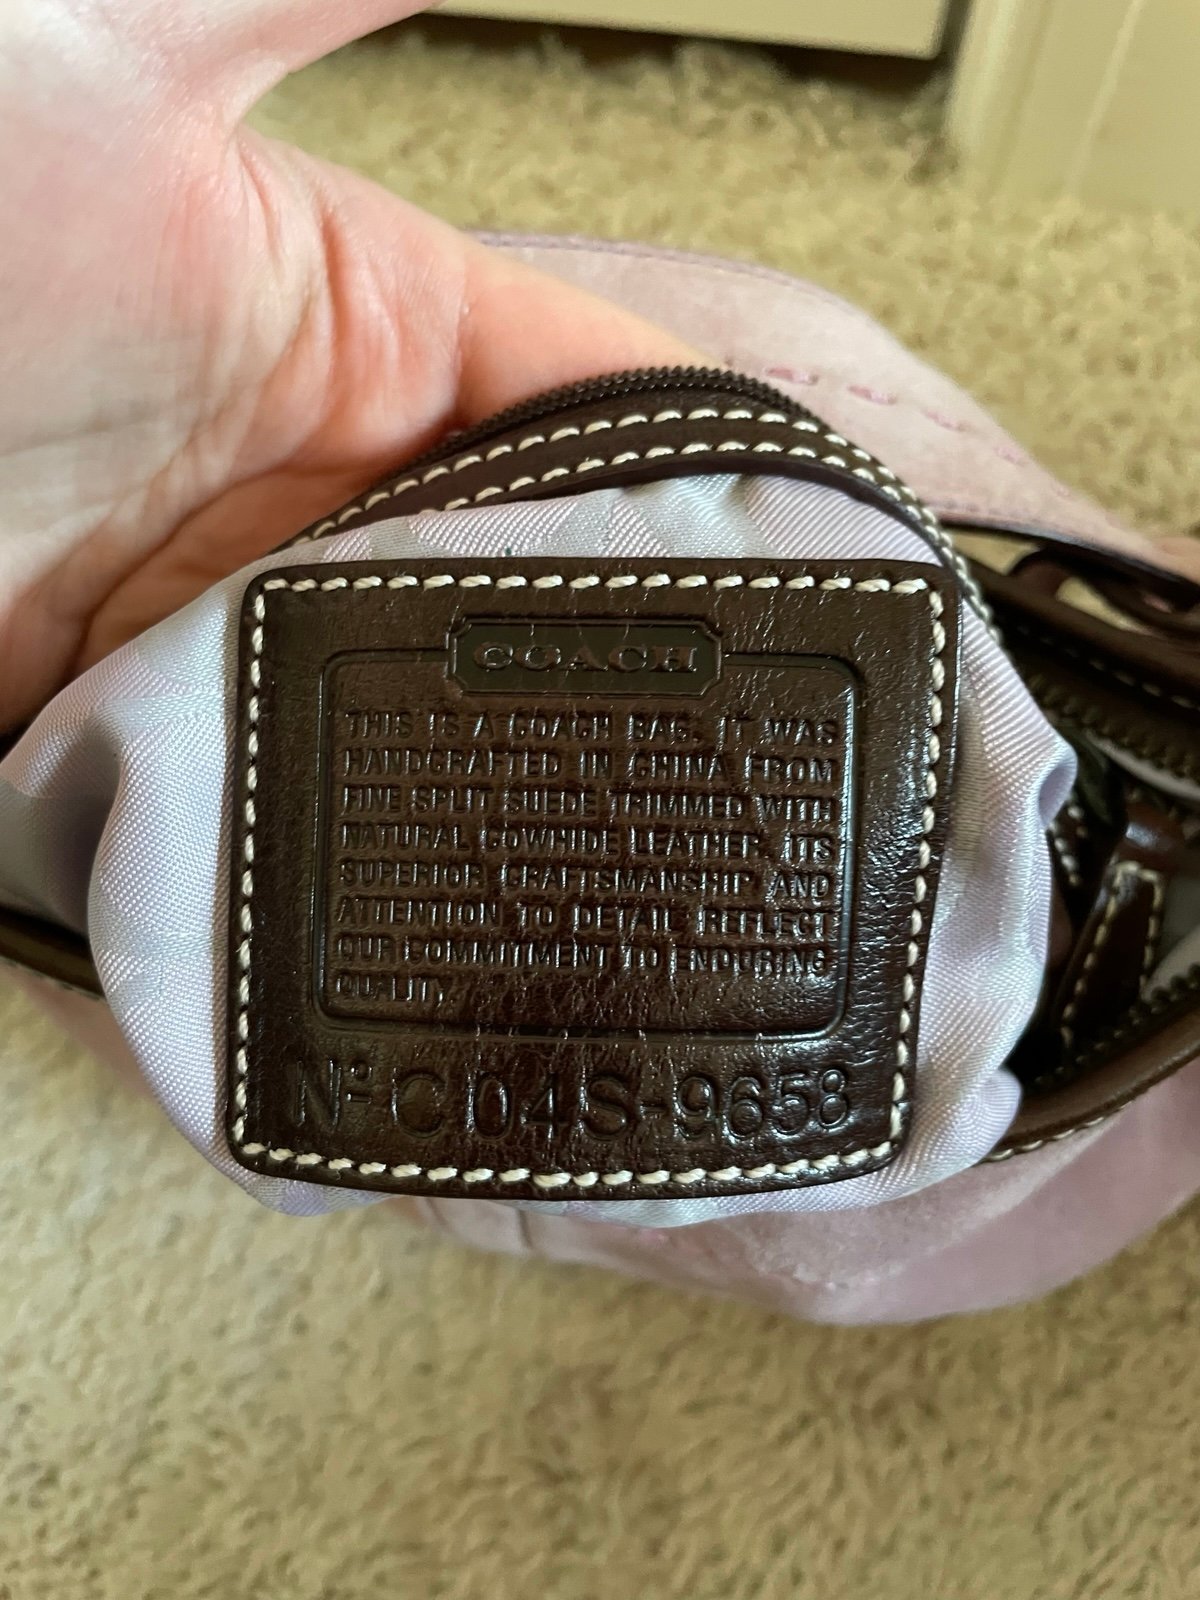 COACH
THIS IS A COACH BAG. IT WAS
HANDCRAFTED IN CHINA FROM
FINE SPLIT SUEDE TRIMMED WITH
NATURAL COWHIDE LEATHER. ITS
SUPERIOR CRAFTSMANSHIP AND
ATTENTION TO DETAIL REFLECT
OUR COMMITMENT TO ENDURING
QUALITY.
Nº C04S-9658